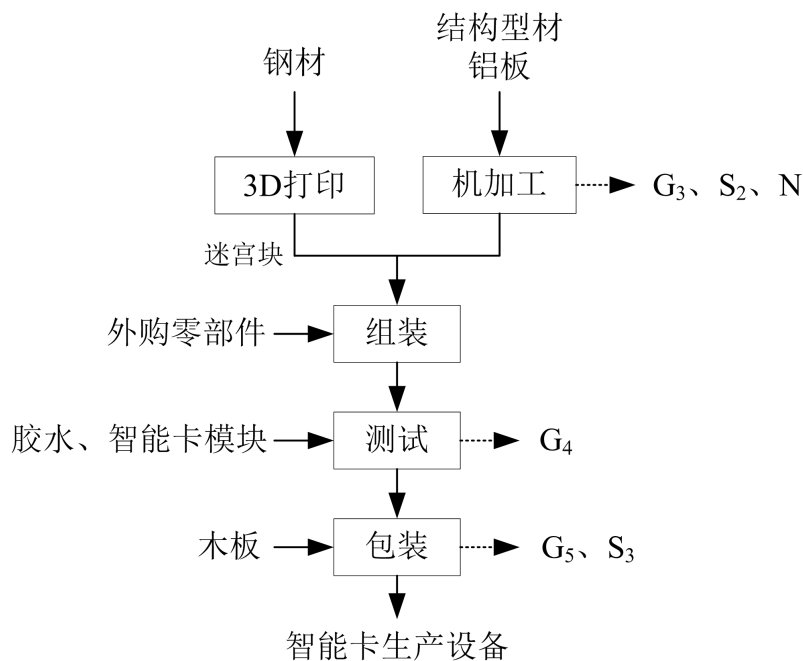 结构型材
铝板
钢材
3D打印
机加工
G₃、S₂、N
迷宫块
外购零部件
组装
胶水、智能卡模块
测试
G₄
木板
包装
G₅、S₃
智能卡生产设备